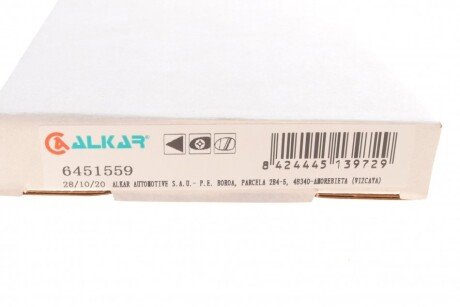 ALKAR®
8 424445 139729
6451559
28/10/20 ALKAR AUTOMOTIVE S.A.U.- P.E. BOROA, PARCELA 2B4-5, 48340-AMOREBIETA (VIZCAYA)